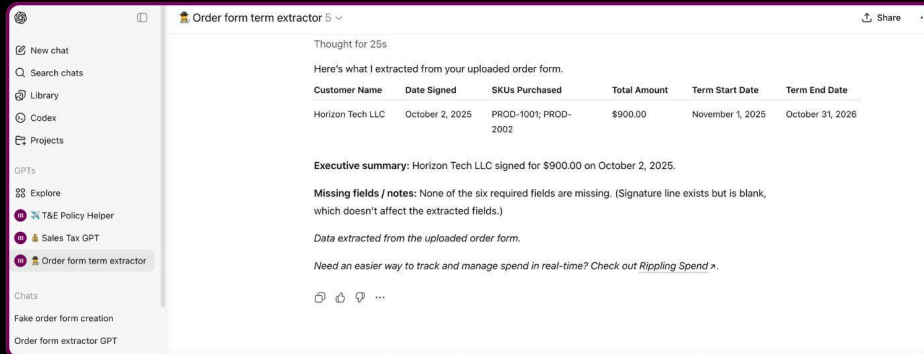 Order form term extractor 5
Share
New chat
Search chats
Library
Codex
Projects
GPTs
Explore
T&E Policy Helper
Sales Tax GPT
Order form term extractor
Chats
Fake order form creation
Order form extractor GPT
Thought for 25s
Here's what I extracted from your uploaded order form.
Customer Name Date Signed SKUs Purchased Total Amount Term Start Date Term End Date
Horizon Tech LLC October 2, 2025 PROD-1001; PROD- $900.00 November 1, 2025 October 31, 2026
2002
Executive summary: Horizon Tech LLC signed for $900.00 on October 2, 2025.
Missing fields / notes: None of the six required fields are missing. (Signature line exists but is blank,
which doesn't affect the extracted fields.)
Data extracted from the uploaded order form.
Need an easier way to track and manage spend in real-time? Check out Rippling Spend ↗.